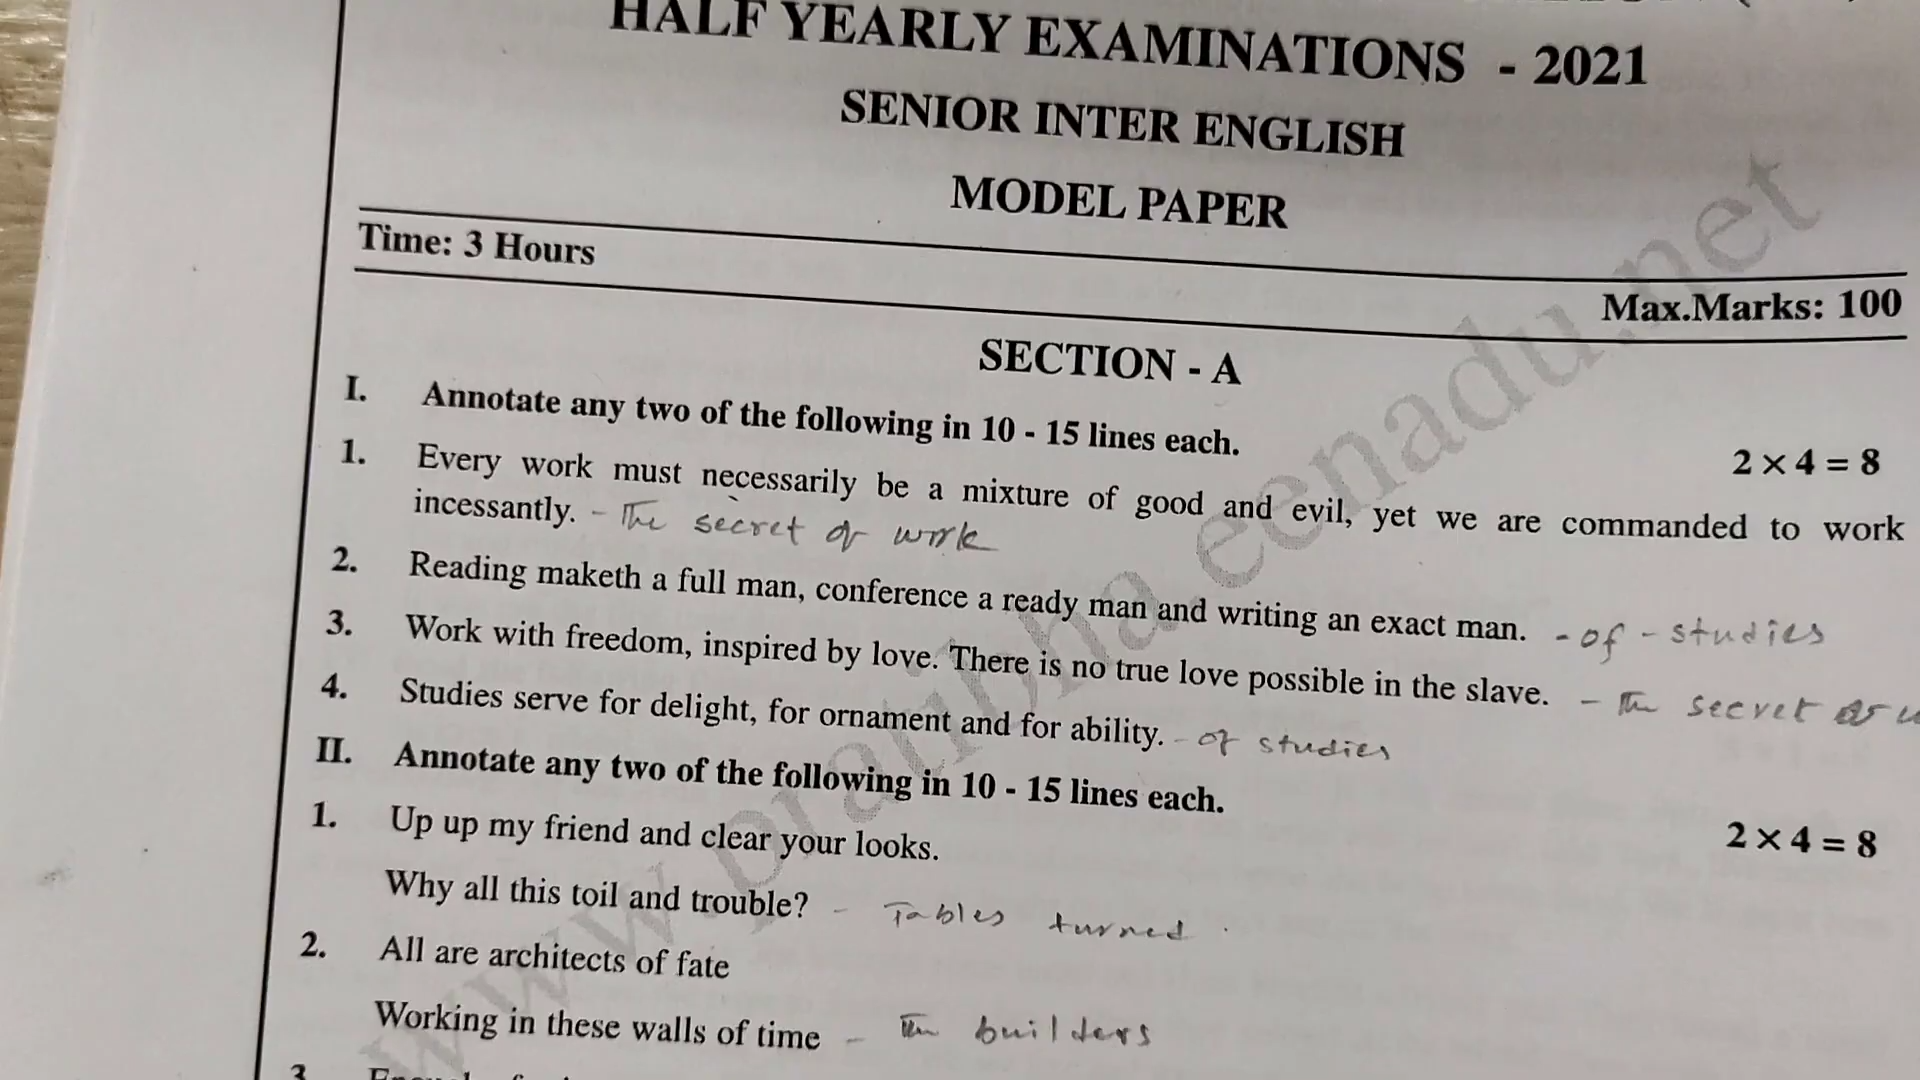 HALF YEARLY EXAMINATIONS - 2021
SENIOR INTER ENGLISH
MODEL PAPER
Time: 3 Hours
Max.Marks: 100
SECTION - A
I. Annotate any two of the following in 10 - 15 lines each. 2 × 4 = 8
1. Every work must necessarily be a mixture of good and evil, yet we are commanded to work
incessantly. - The secret of work
2. Reading maketh a full man, conference a ready man and writing an exact man. - of - studies
3. Work with freedom, inspired by love. There is no true love possible in the slave. - The secret of
4. Studies serve for delight, for ornament and for ability. - of studies
II. Annotate any two of the following in 10 - 15 lines each. 2 × 4 = 8
1. Up up my friend and clear your looks.
Why all this toil and trouble? - Tables turned.
2. All are architects of fate
Working in these walls of time - The builders
3.
www.pratibha.eenadu.net